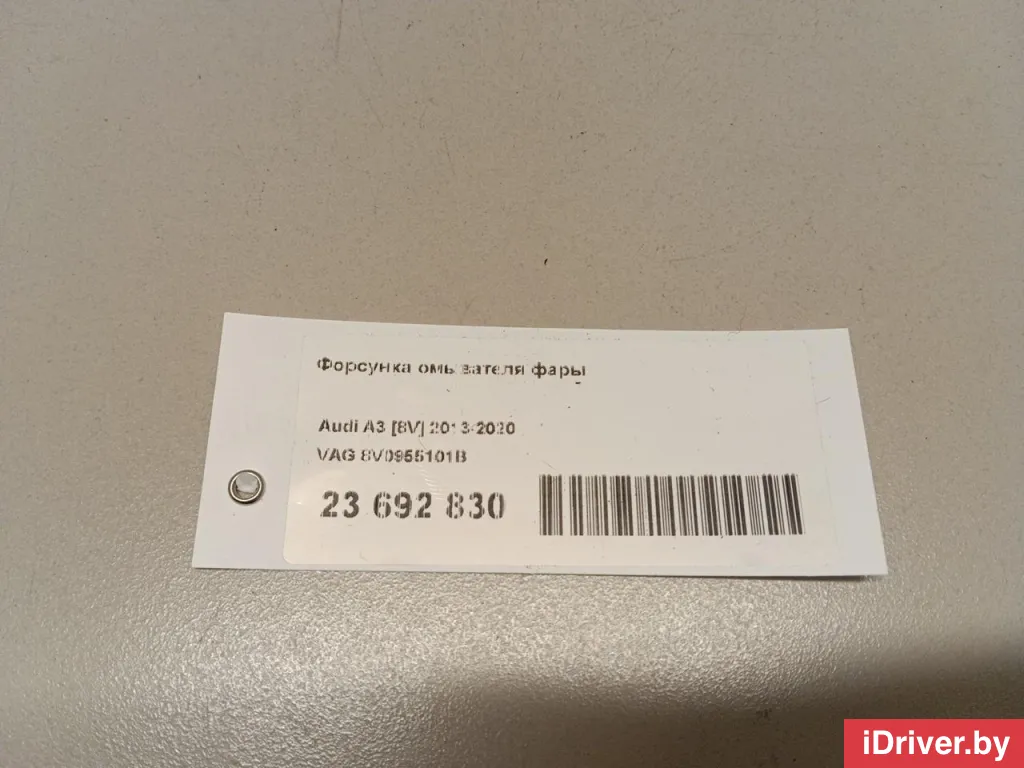 Форсунка омывателя фары
Audi A3 [8V] 2013-2020
VAG 8V0955101B
23 692 830
iDriver.by